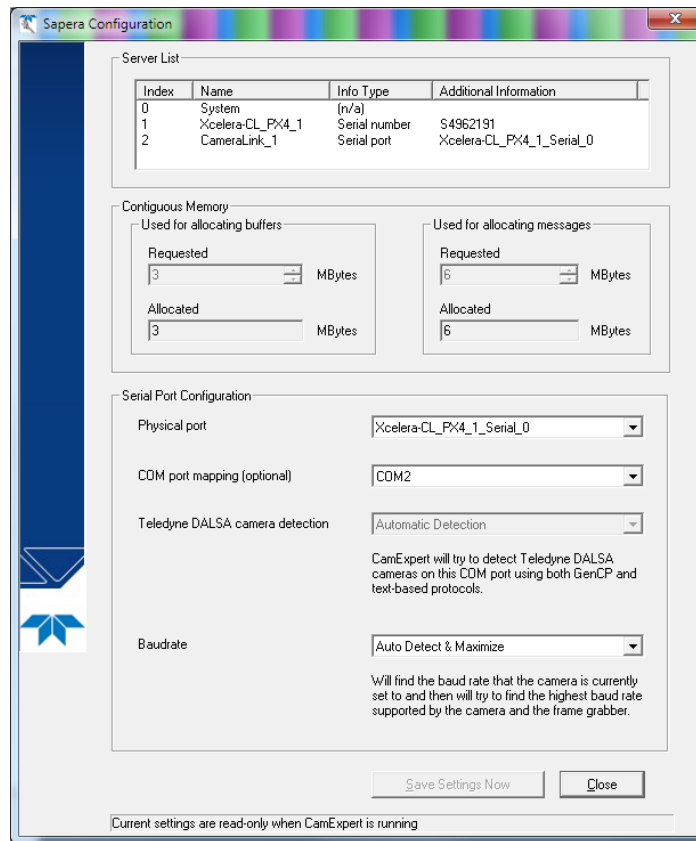 Sapera Configuration
Server List
Index Name Info Type Additional Information
0 System (n/a)
1 Xcelera-CL_PX4_1 Serial number S4962191
2 CameraLink_1 Serial port Xcelera-CL_PX4_1_Serial_0
Contiguous Memory
Used for allocating buffers
Requested
3 MBytes
Allocated
3 MBytes
Used for allocating messages
Requested
6 MBytes
Allocated
6 MBytes
Serial Port Configuration
Physical port Xcelera-CL_PX4_1_Serial_0
COM port mapping (optional) COM2
Teledyne DALSA camera detection Automatic Detection
CamExpert will try to detect Teledyne DALSA
cameras on this COM port using both GenCP and
text-based protocols.
Baudrate Auto Detect & Maximize
Will find the baud rate that the camera is currently
set to and then will try to find the highest baud rate
supported by the camera and the frame grabber.
Save Settings Now Close
Current settings are read-only when CamExpert is running